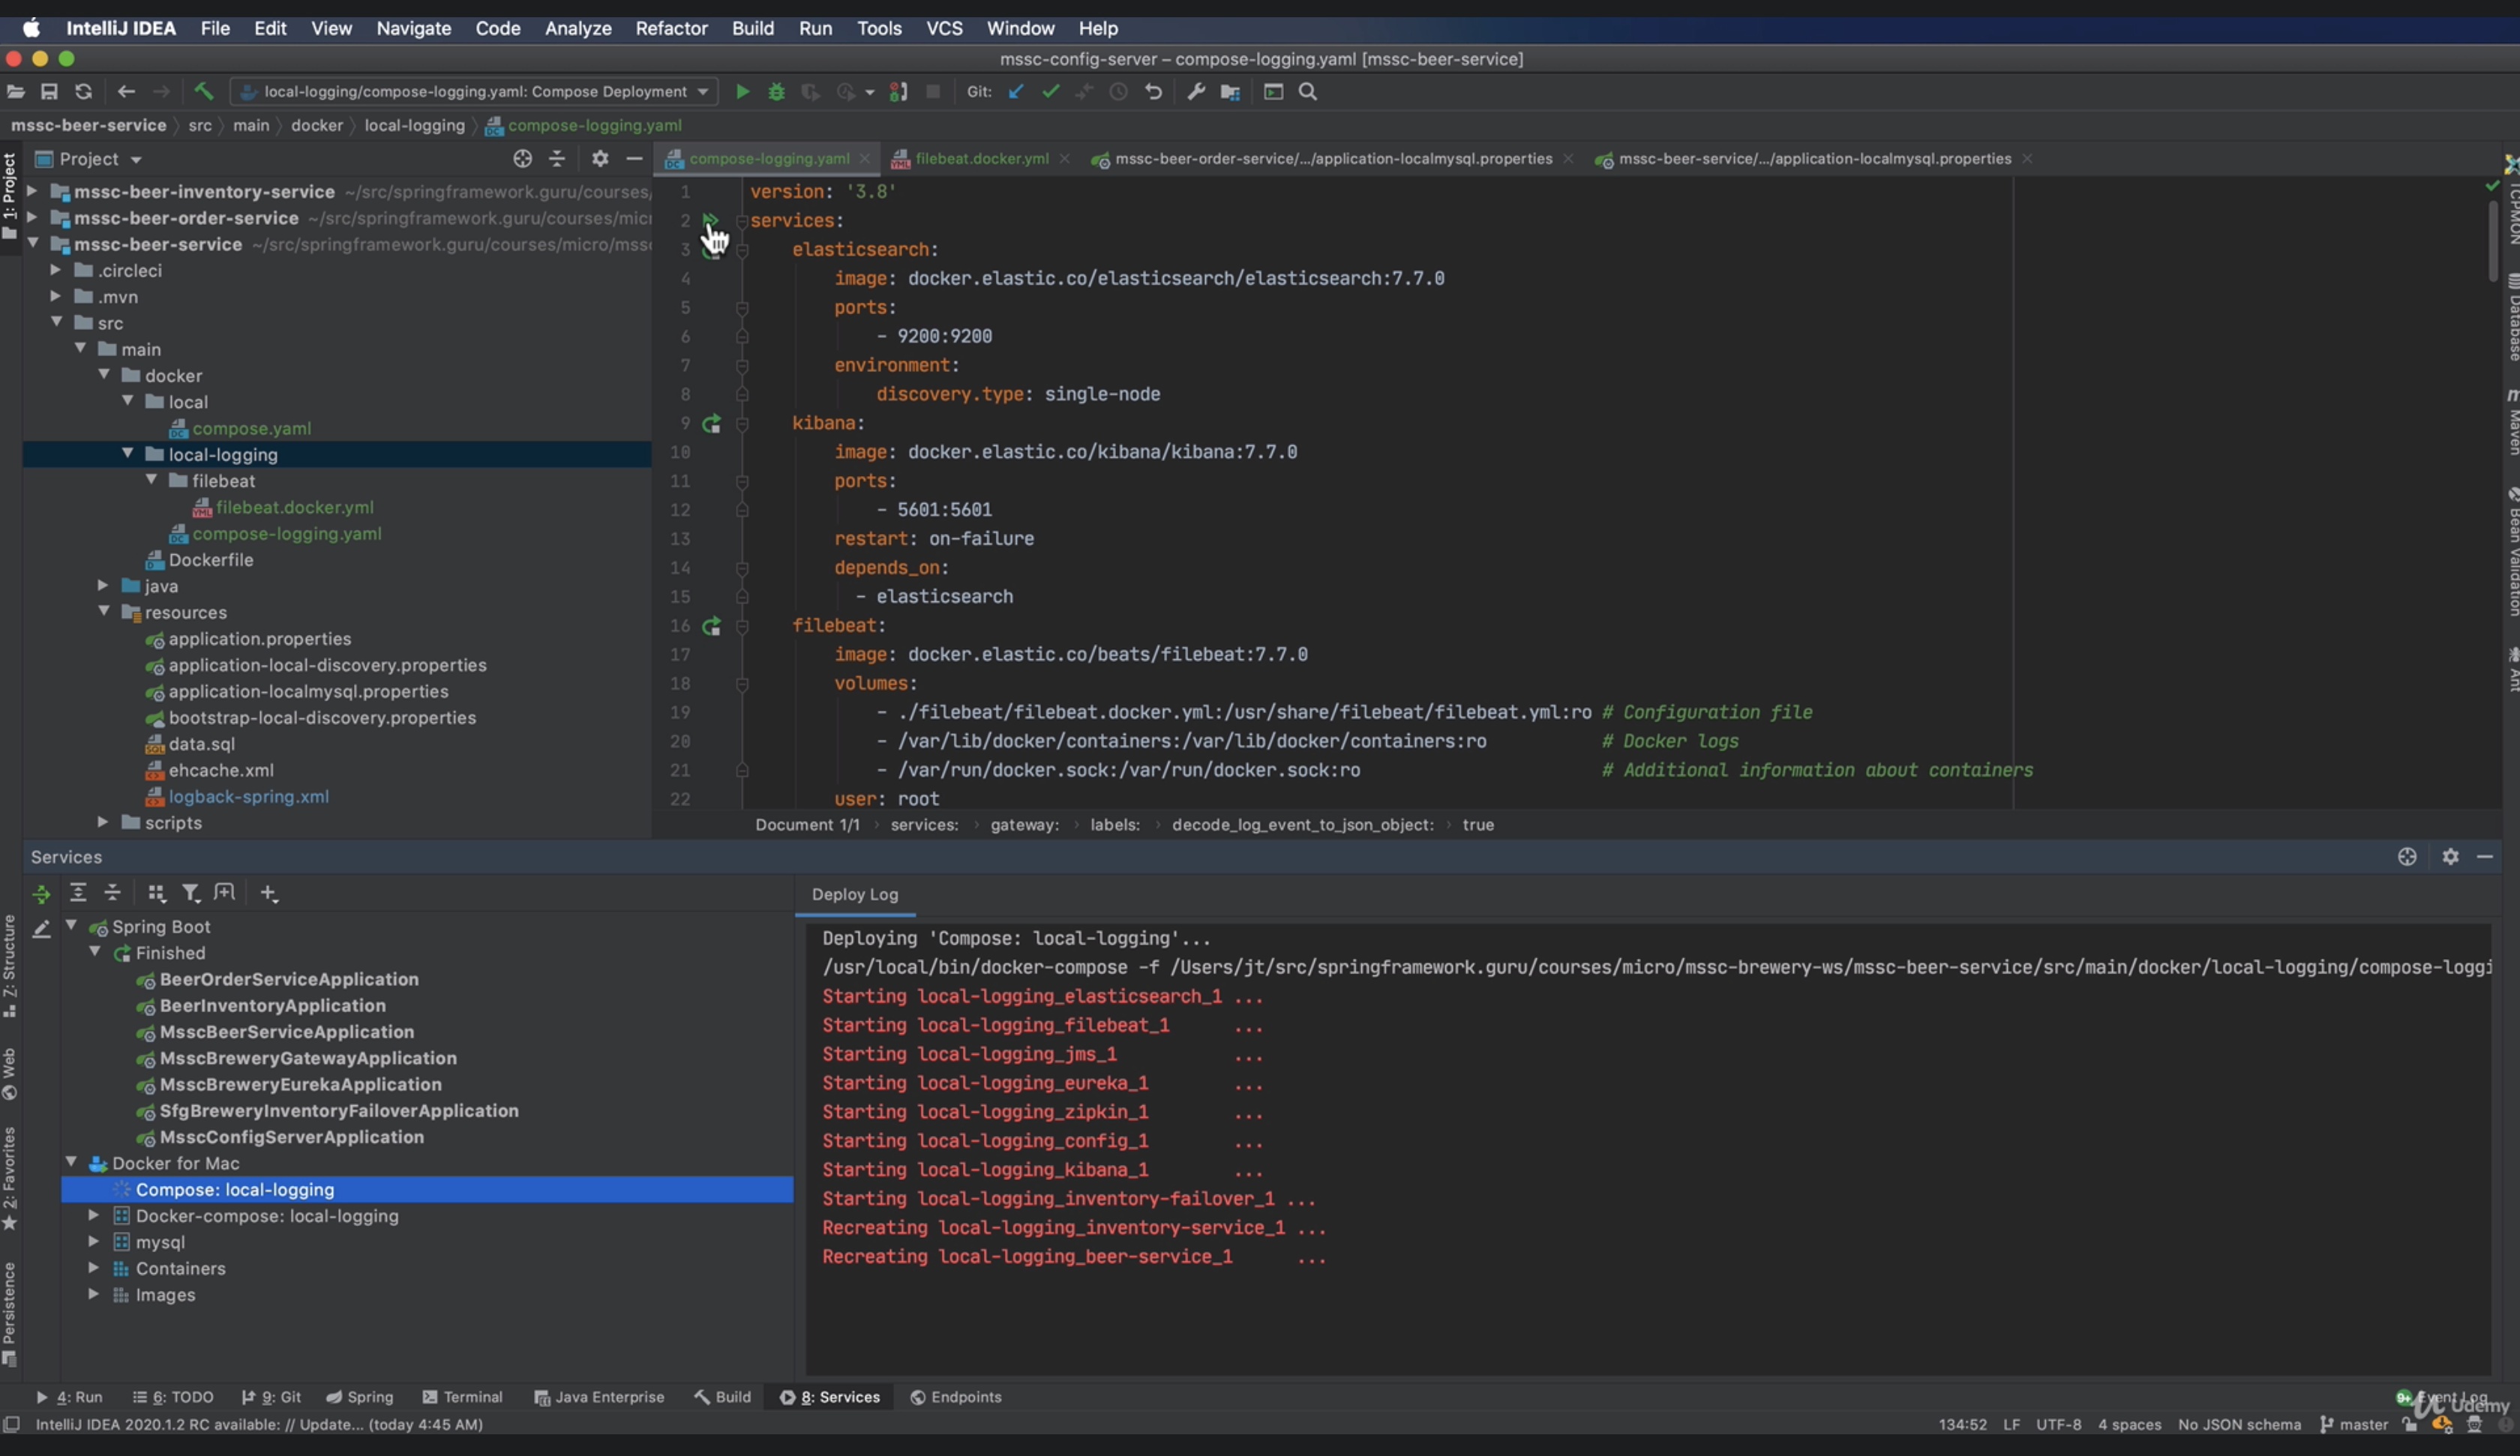 IntelliJ IDEA File Edit View Navigate Code Analyze Refactor Build Run Tools VCS Window Help
mssc-config-server – compose-logging.yaml [mssc-beer-service]
local-logging/compose-logging.yaml: Compose Deployment Git:
mssc-beer-service src main docker local-logging compose-logging.yaml
1: Project
Project
compose-logging.yaml filebeat.docker.yml mssc-beer-order-service/.../application-localmysql.properties mssc-beer-service/.../application-localmysql.properties
mssc-beer-inventory-service ~/src/springframework.guru/courses/
mssc-beer-order-service ~/src/springframework.guru/courses/micr
mssc-beer-service ~/src/springframework.guru/courses/micro/msso
.circleci
.mvn
src
main
docker
local
compose.yaml
local-logging
filebeat
filebeat.docker.yml
compose-logging.yaml
Dockerfile
java
resources
application.properties
application-local-discovery.properties
application-localmysql.properties
bootstrap-local-discovery.properties
data.sql
ehcache.xml
logback-spring.xml
scripts
1 version: '3.8'
2 services:
3 elasticsearch:
4 image: docker.elastic.co/elasticsearch/elasticsearch:7.7.0
5 ports:
6 - 9200:9200
7 environment:
8 discovery.type: single-node
9 kibana:
10 image: docker.elastic.co/kibana/kibana:7.7.0
11 ports:
12 - 5601:5601
13 restart: on-failure
14 depends_on:
15 - elasticsearch
16 filebeat:
17 image: docker.elastic.co/beats/filebeat:7.7.0
18 volumes:
19 - ./filebeat/filebeat.docker.yml:/usr/share/filebeat/filebeat.yml:ro # Configuration file
20 - /var/lib/docker/containers:/var/lib/docker/containers:ro # Docker logs
21 - /var/run/docker.sock:/var/run/docker.sock:ro # Additional information about containers
22 user: root
Document 1/1 services: gateway: labels: decode_log_event_to_json_object: true
TCPMON
Database
Maven
Bean Validation
Ant
Services
Z: Structure
Web
2: Favorites
Persistence
Spring Boot
Finished
BeerOrderServiceApplication
BeerInventoryApplication
MsscBeerServiceApplication
MsscBreweryGatewayApplication
MsscBreweryEurekaApplication
SfgBreweryInventoryFailoverApplication
MsscConfigServerApplication
Docker for Mac
Compose: local-logging
Docker-compose: local-logging
mysql
Containers
Images
Deploy Log
Deploying 'Compose: local-logging'...
/usr/local/bin/docker-compose -f /Users/jt/src/springframework.guru/courses/micro/mssc-brewery-ws/mssc-beer-service/src/main/docker/local-logging/compose-loggi
Starting local-logging_elasticsearch_1 ...
Starting local-logging_filebeat_1 ...
Starting local-logging_jms_1 ...
Starting local-logging_eureka_1 ...
Starting local-logging_zipkin_1 ...
Starting local-logging_config_1 ...
Starting local-logging_kibana_1 ...
Starting local-logging_inventory-failover_1 ...
Recreating local-logging_inventory-service_1 ...
Recreating local-logging_beer-service_1 ...
4: Run 6: TODO 9: Git Spring Terminal Java Enterprise Build 8: Services Endpoints 9+ Event Log
Udemy
IntelliJ IDEA 2020.1.2 RC available: // Update... (today 4:45 AM) 134:52 LF UTF-8 4 spaces No JSON schema master